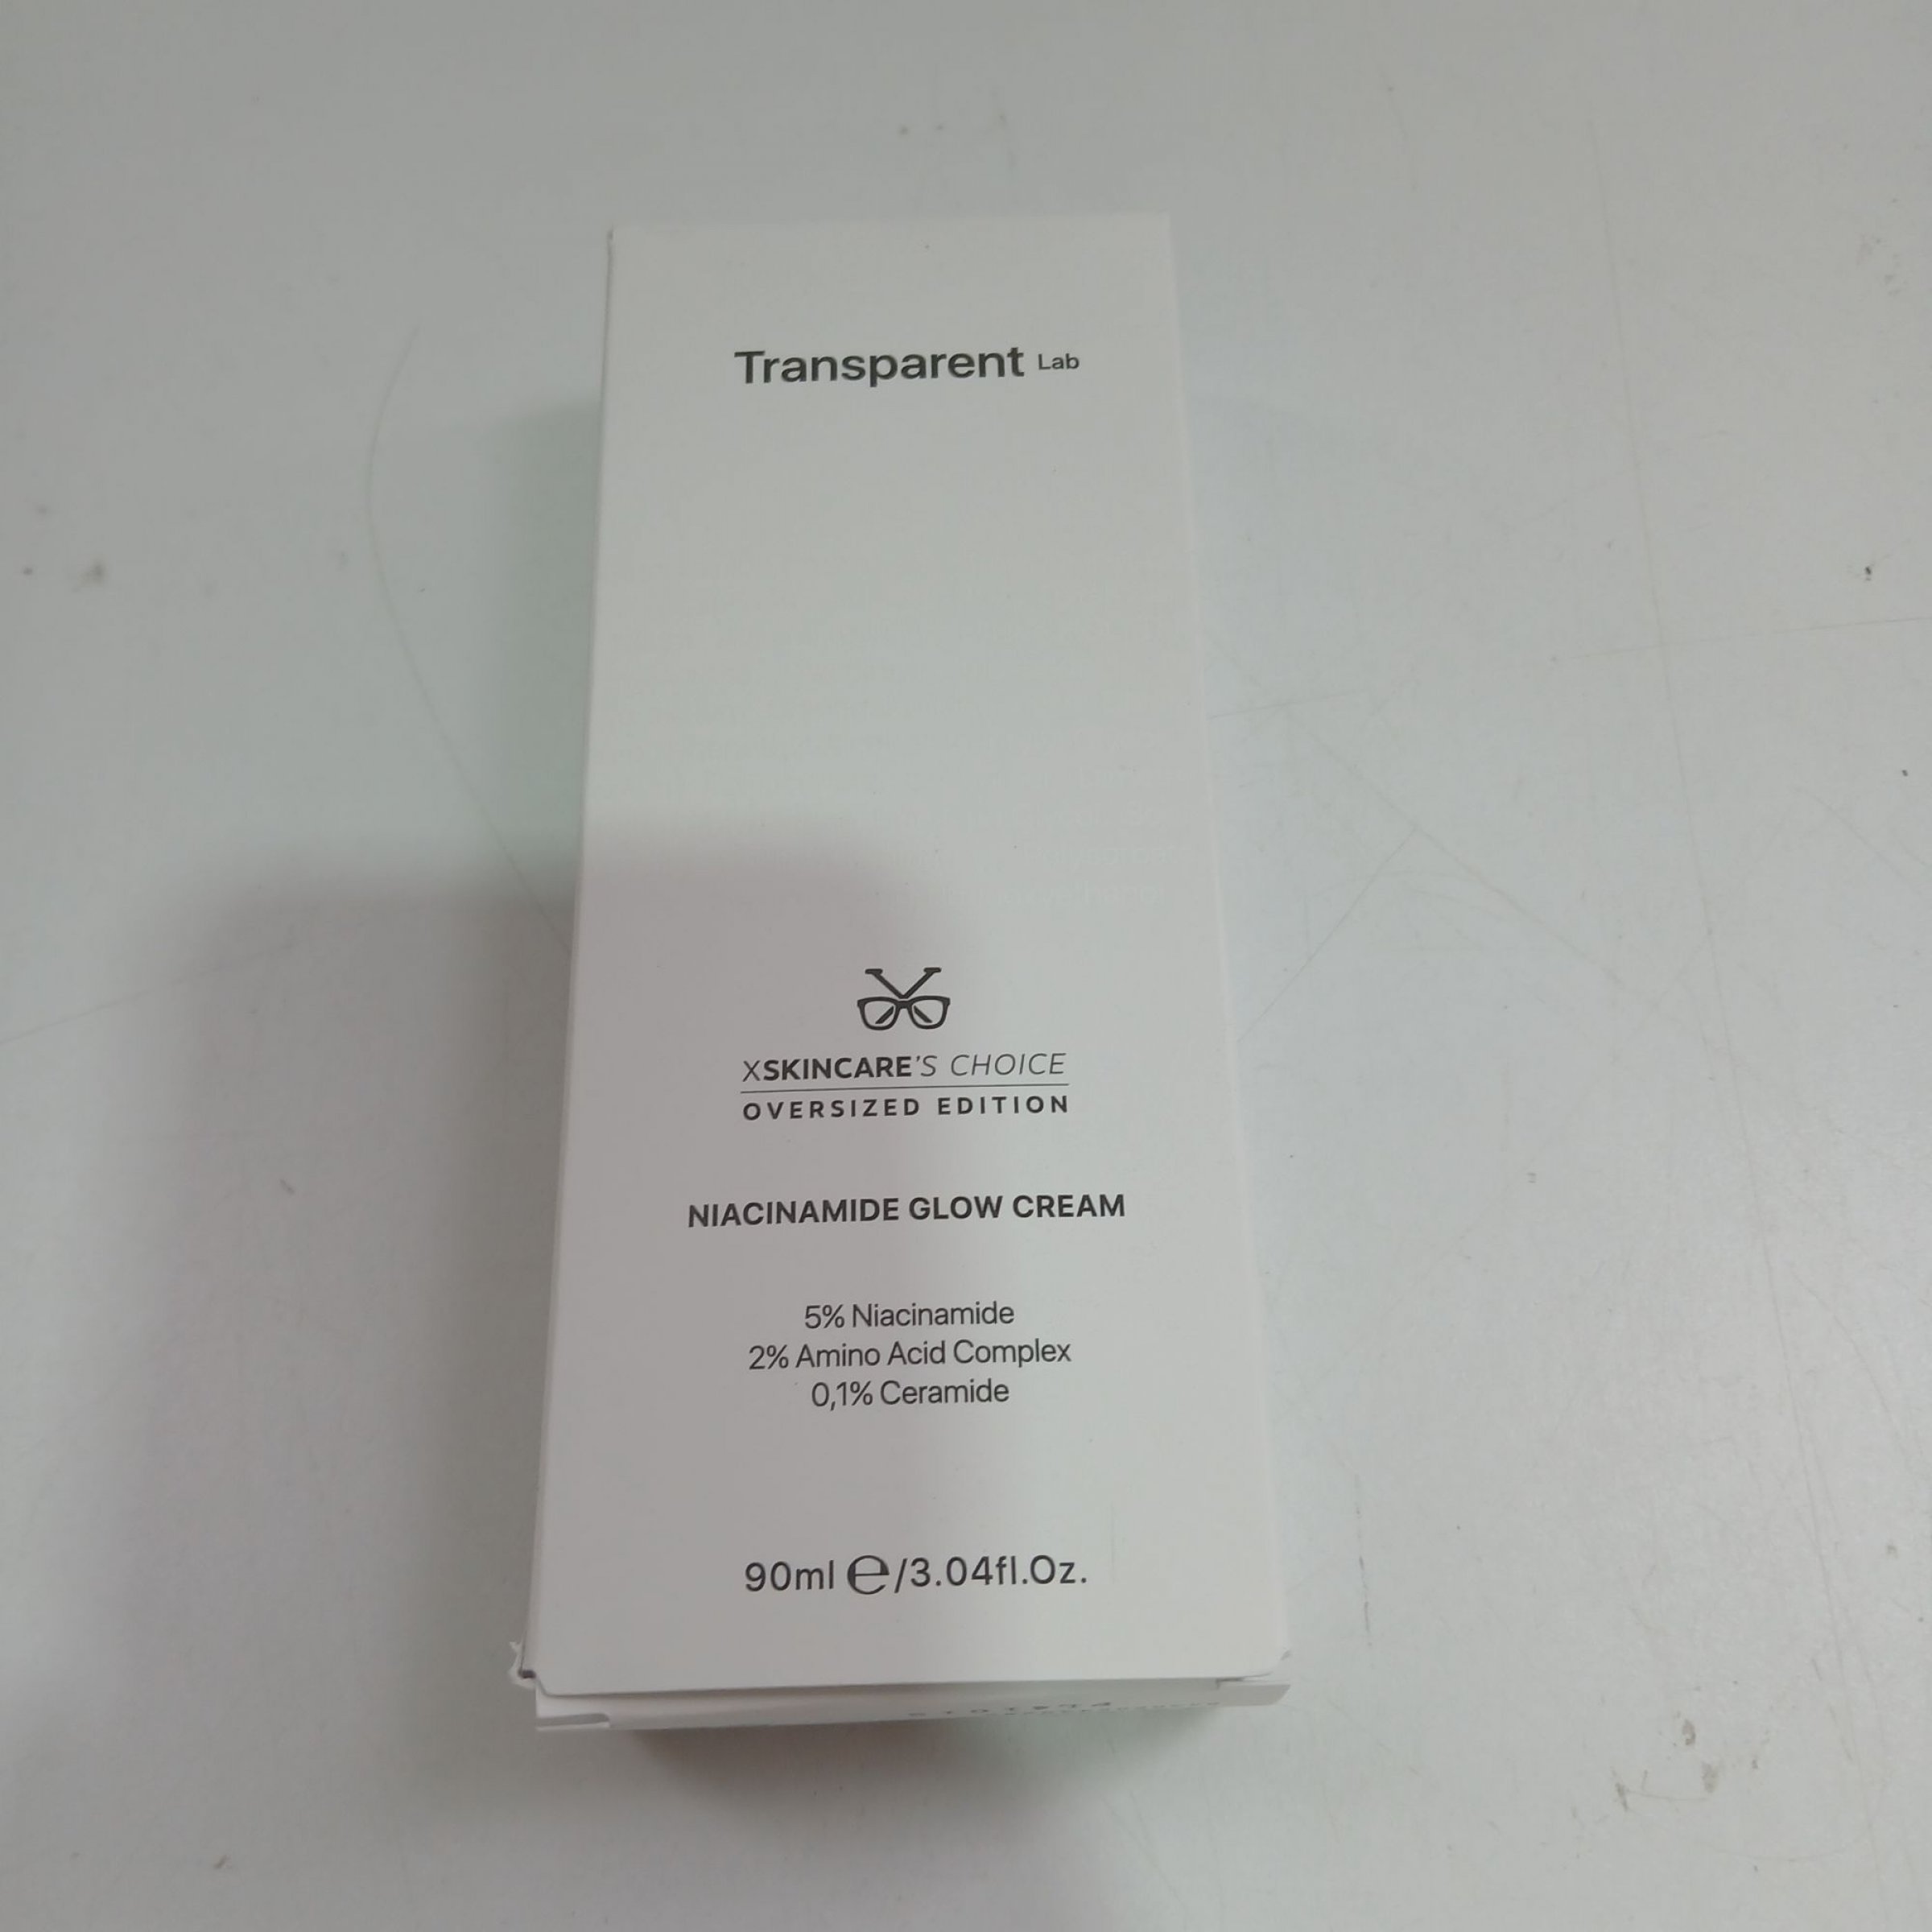 Transparent Lab
XSKINCARE'S CHOICE
OVERSIZED EDITION
NIACINAMIDE GLOW CREAM
5% Niacinamide
2% Amino Acid Complex
0,1% Ceramide
90ml ℮/3.04fl.Oz.